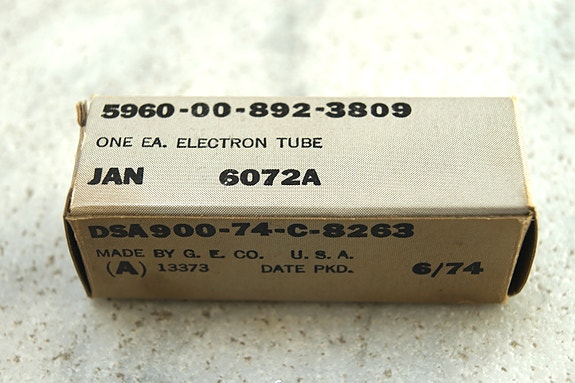 5960-00-892-3809
ONE EA. ELECTRON TUBE
JAN 6072A
DSA900-74-C-8263
MADE BY G. E. CO. U. S. A.
(A) 13373 DATE PKD. 6/74